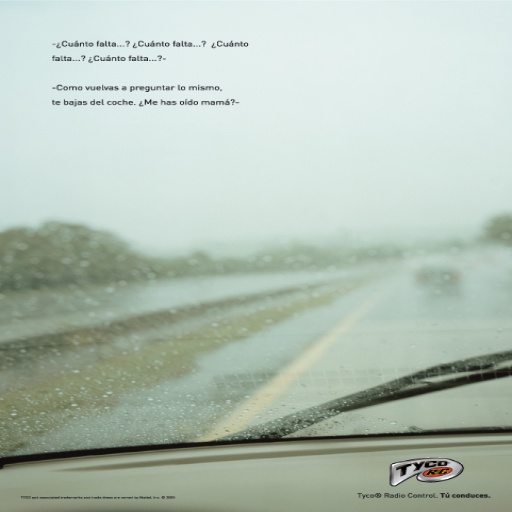 -¿Cuánto falta...? ¿Cuánto falta...?  ¿Cuánto
falta...? ¿Cuánto falta...?-
-Como vuelvas a preguntar lo mismo,
te bajas del coche. ¿Me has oído mamá?-
TYCO
R/C
Tyco® Radio Control. Tú conduces.